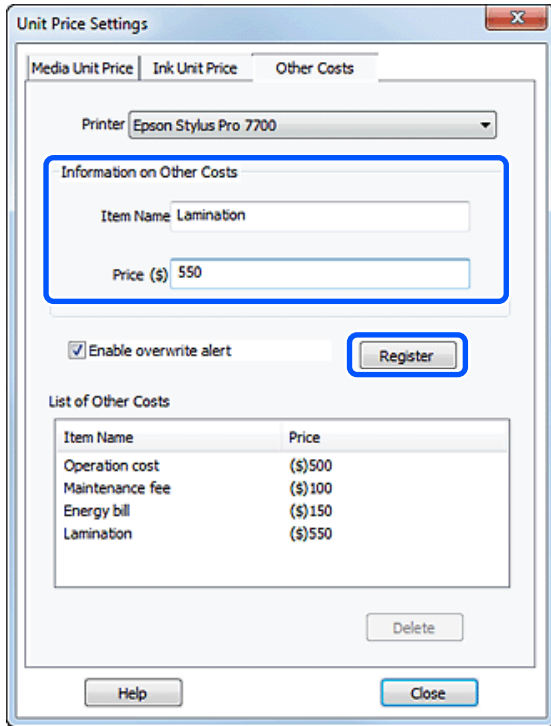 Unit Price Settings
Media Unit Price Ink Unit Price Other Costs
Printer Epson Stylus Pro 7700
Information on Other Costs
Item Name Lamination
Price ($) 550
Enable overwrite alert Register
List of Other Costs
Item Name Price
Operation cost ($)500
Maintenance fee ($)100
Energy bill ($)150
Lamination ($)550
Delete
Help Close